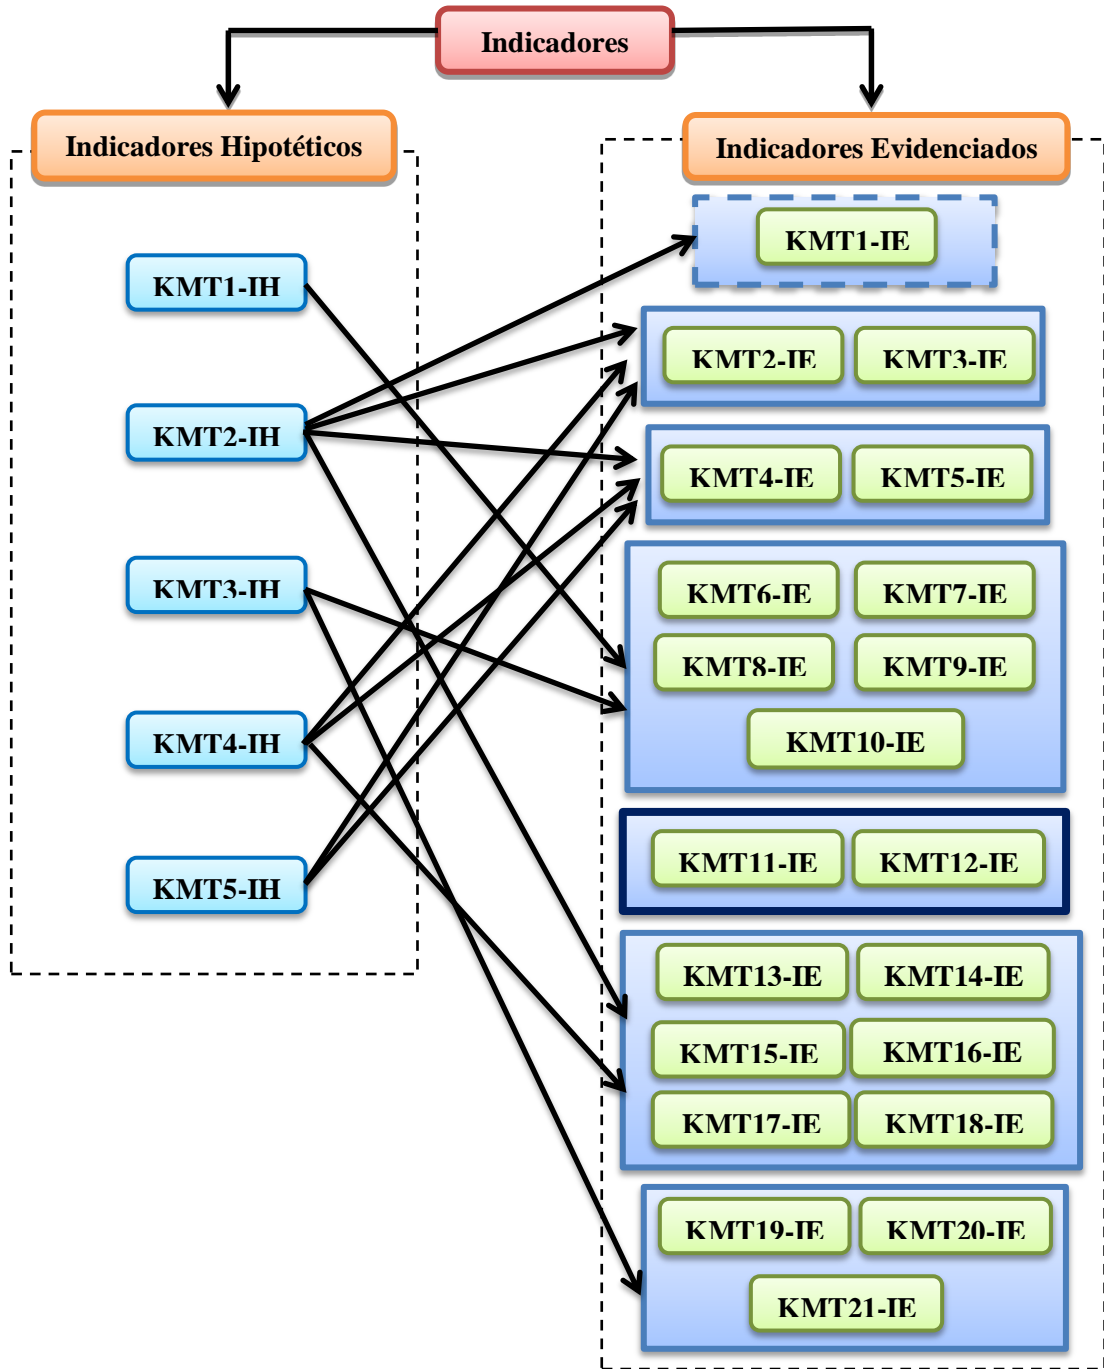 Indicadores
Indicadores Hipotéticos
KMT1-IH
KMT2-IH
KMT3-IH
KMT4-IH
KMT5-IH
Indicadores Evidenciados
KMT1-IE
KMT2-IE KMT3-IE
KMT4-IE KMT5-IE
KMT6-IE KMT7-IE
KMT8-IE KMT9-IE
KMT10-IE
KMT11-IE KMT12-IE
KMT13-IE KMT14-IE
KMT15-IE KMT16-IE
KMT17-IE KMT18-IE
KMT19-IE KMT20-IE
KMT21-IE